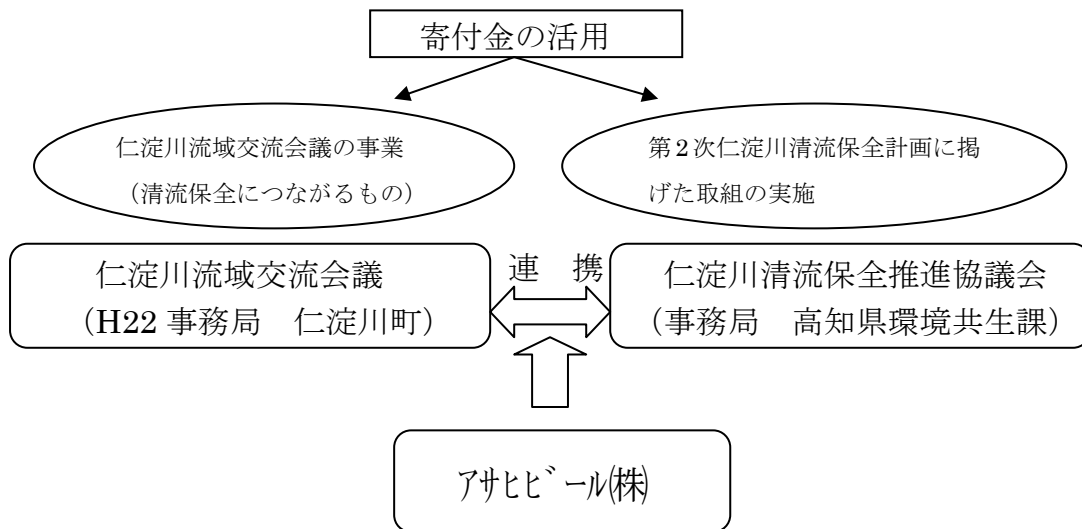 寄付金の活用
仁淀川流域交流会議の事業
（清流保全につながるもの）
第2次仁淀川清流保全計画に掲
げた取組の実施
仁淀川流域交流会議
（H22 事務局　仁淀川町）
連　携
仁淀川清流保全推進協議会
（事務局　高知県環境共生課）
ｱｻﾋﾋﾞｰﾙ㈱